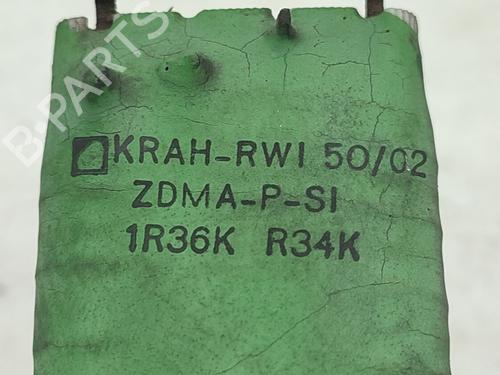 KRAH-RWI 50/02
ZDMA-P-SI
1R36K R34K
B-PARTS